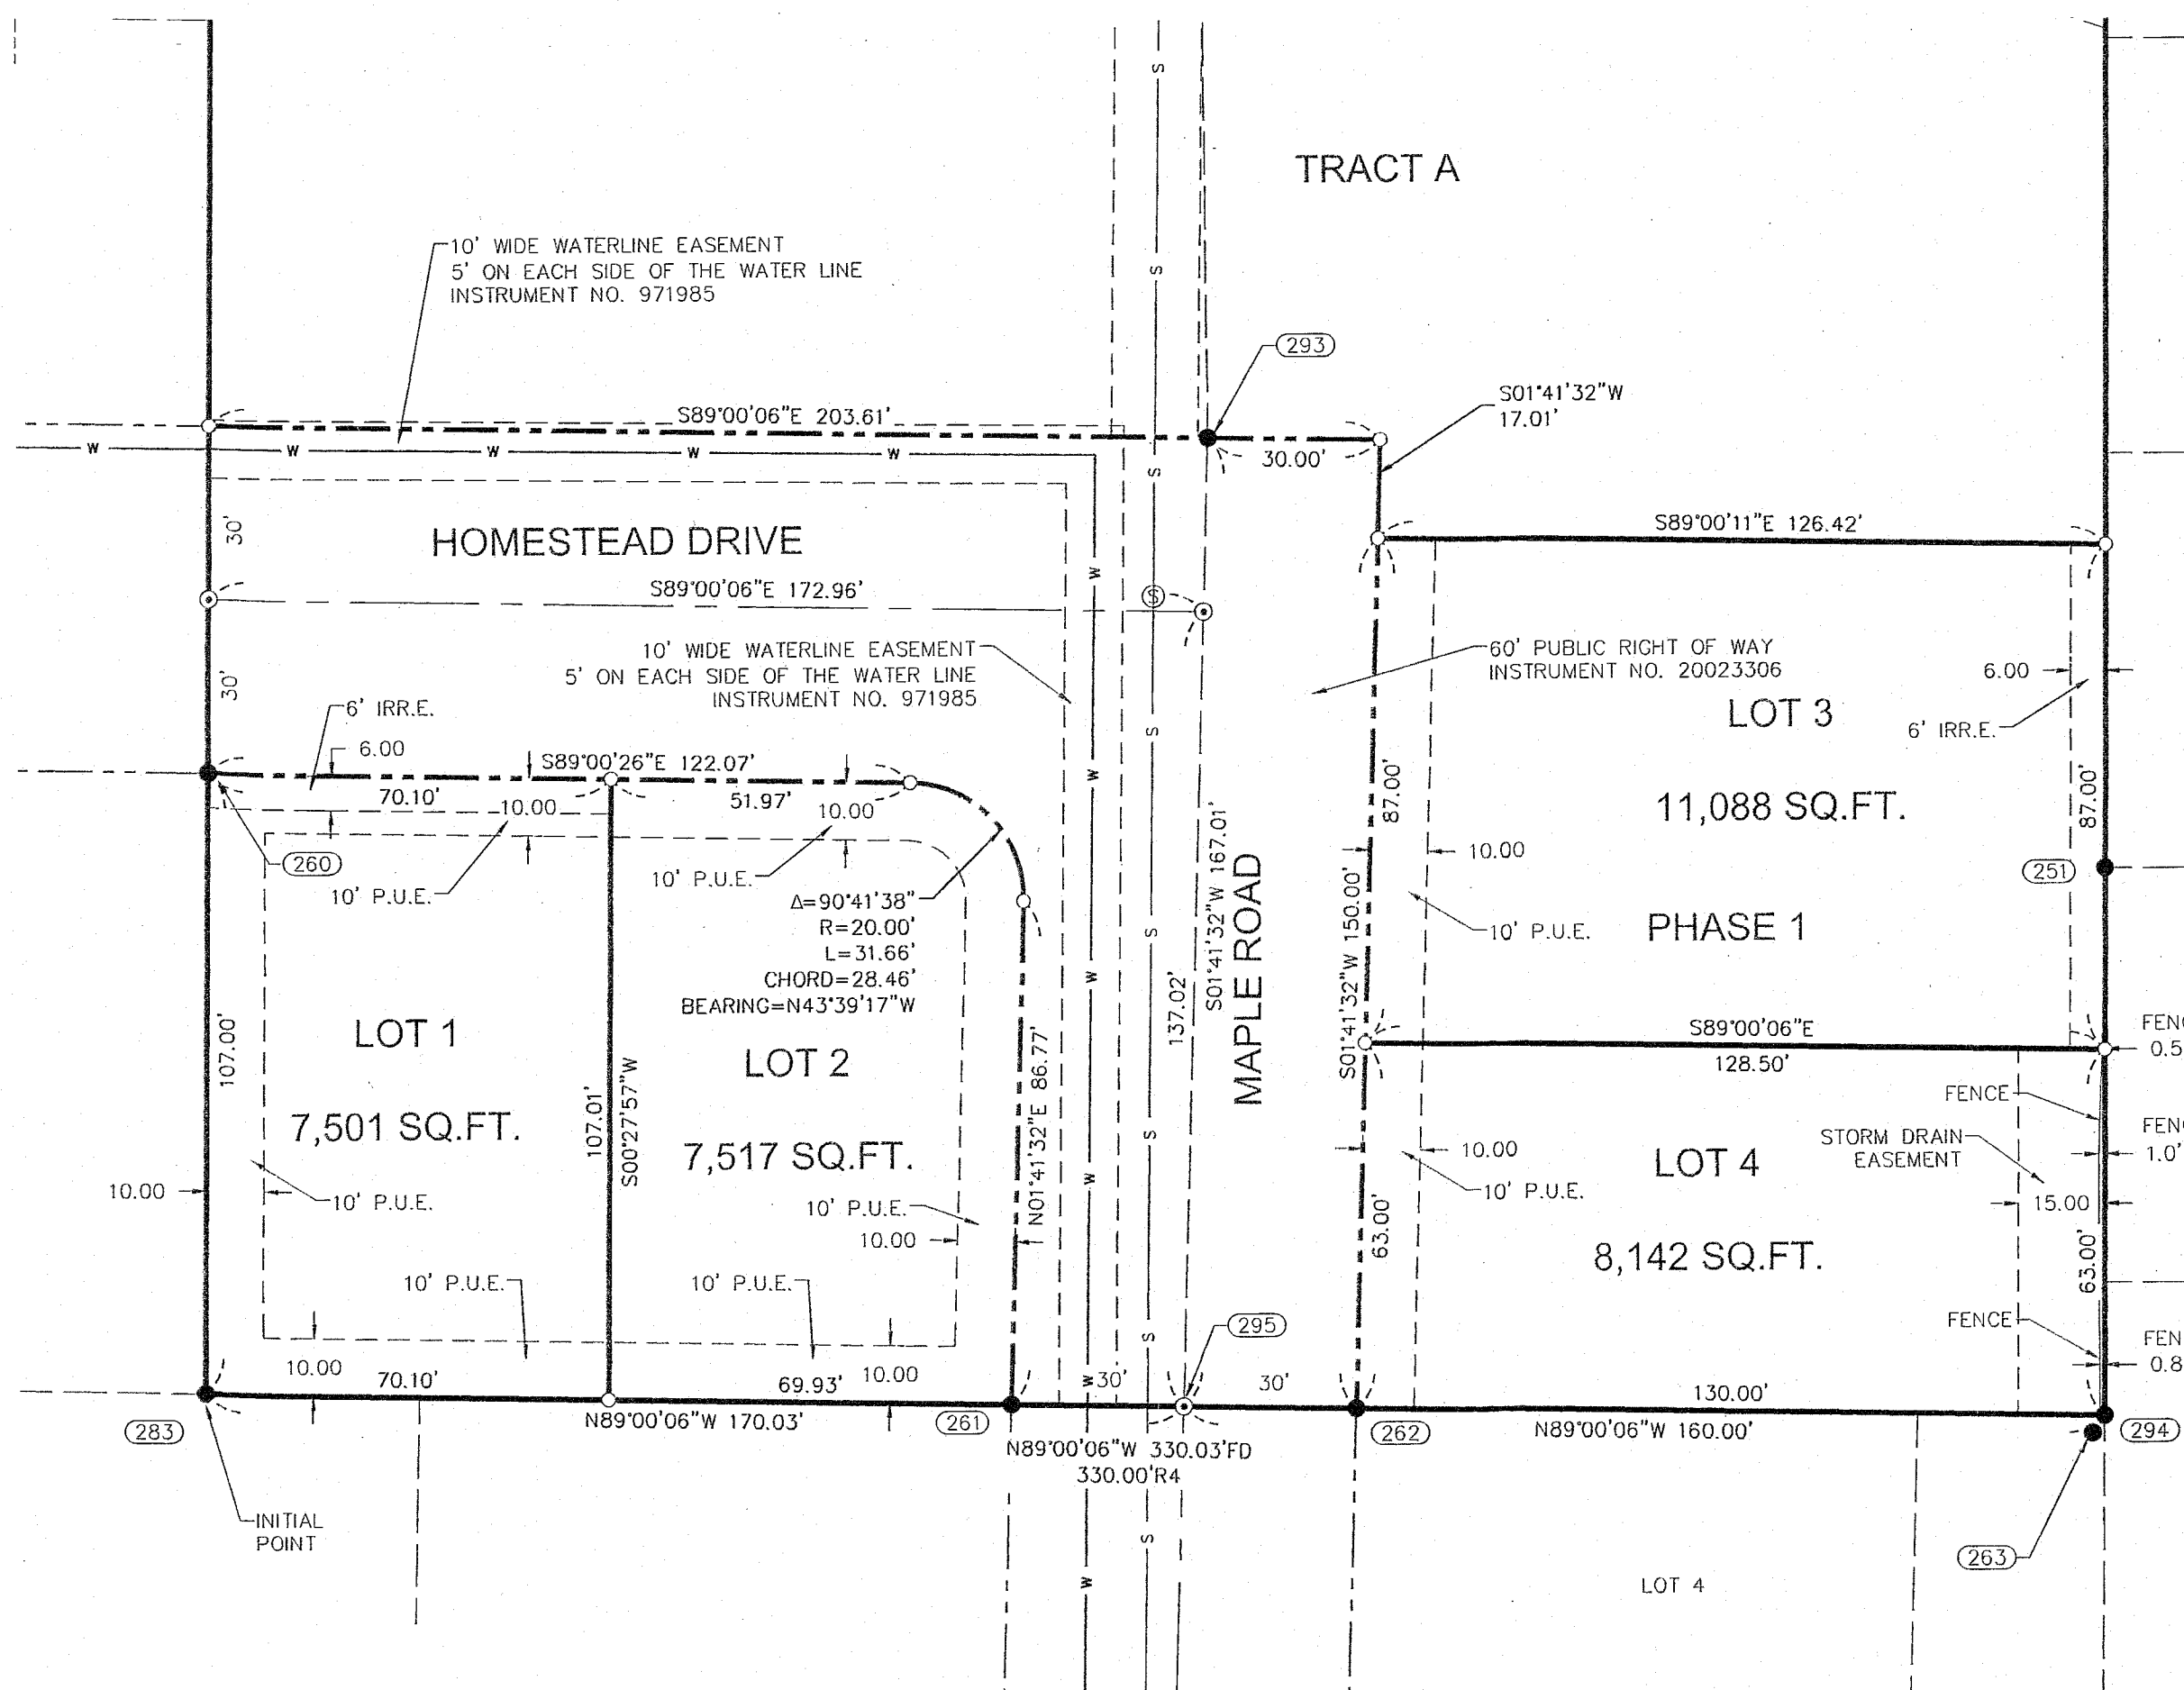 TRACT A
10' WIDE WATERLINE EASEMENT
5' ON EACH SIDE OF THE WATER LINE
INSTRUMENT NO. 971985
293
S01°41'32"W
17.01'
S89°00'06"E 203.61'
30.00'
W W W W W
S
S
S
30'
HOMESTEAD DRIVE
S89°00'11"E 126.42'
S89°00'06"E 172.96'
S
W
10' WIDE WATERLINE EASEMENT
5' ON EACH SIDE OF THE WATER LINE
INSTRUMENT NO. 971985
60' PUBLIC RIGHT OF WAY
INSTRUMENT NO. 20023306
6.00
30'
6' IRR.E.
LOT 3
6' IRR.E.
6.00
S
S89°00'26"E 122.07'
W
70.10'
10.00
51.97'
10.00
87.00'
11,088 SQ.FT.
87.00'
260
10.00
251
10' P.U.E.
10' P.U.E.
Δ=90°41'38"
R=20.00'
L=31.66'
CHORD=28.46'
BEARING=N43°39'17"W
S
W
137.02'
S01°41'32"W 167.01'
MAPLE ROAD
S01°41'32"W 150.00'
10' P.U.E.
PHASE 1
LOT 1
107.00'
S89°00'06"E
128.50'
FEN
0.5
LOT 2
107.01'
S00°27'57"W
N01°41'32"E 86.77'
FENCE
7,501 SQ.FT.
S
FEN
1.0'
7,517 SQ.FT.
10.00
STORM DRAIN
EASEMENT
LOT 4
W
10.00
10' P.U.E.
10' P.U.E.
10' P.U.E.
15.00
10.00
63.00'
8,142 SQ.FT.
63.00'
10' P.U.E.
10' P.U.E.
295
S
FENCE
FEN
0.8
10.00
70.10'
69.93'
10.00
W
30'
30'
130.00'
283
N89°00'06"W 170.03'
261
262
N89°00'06"W 160.00'
294
N89°00'06"W 330.03'FD
330.00'R4
INITIAL
POINT
S
W
263
LOT 4